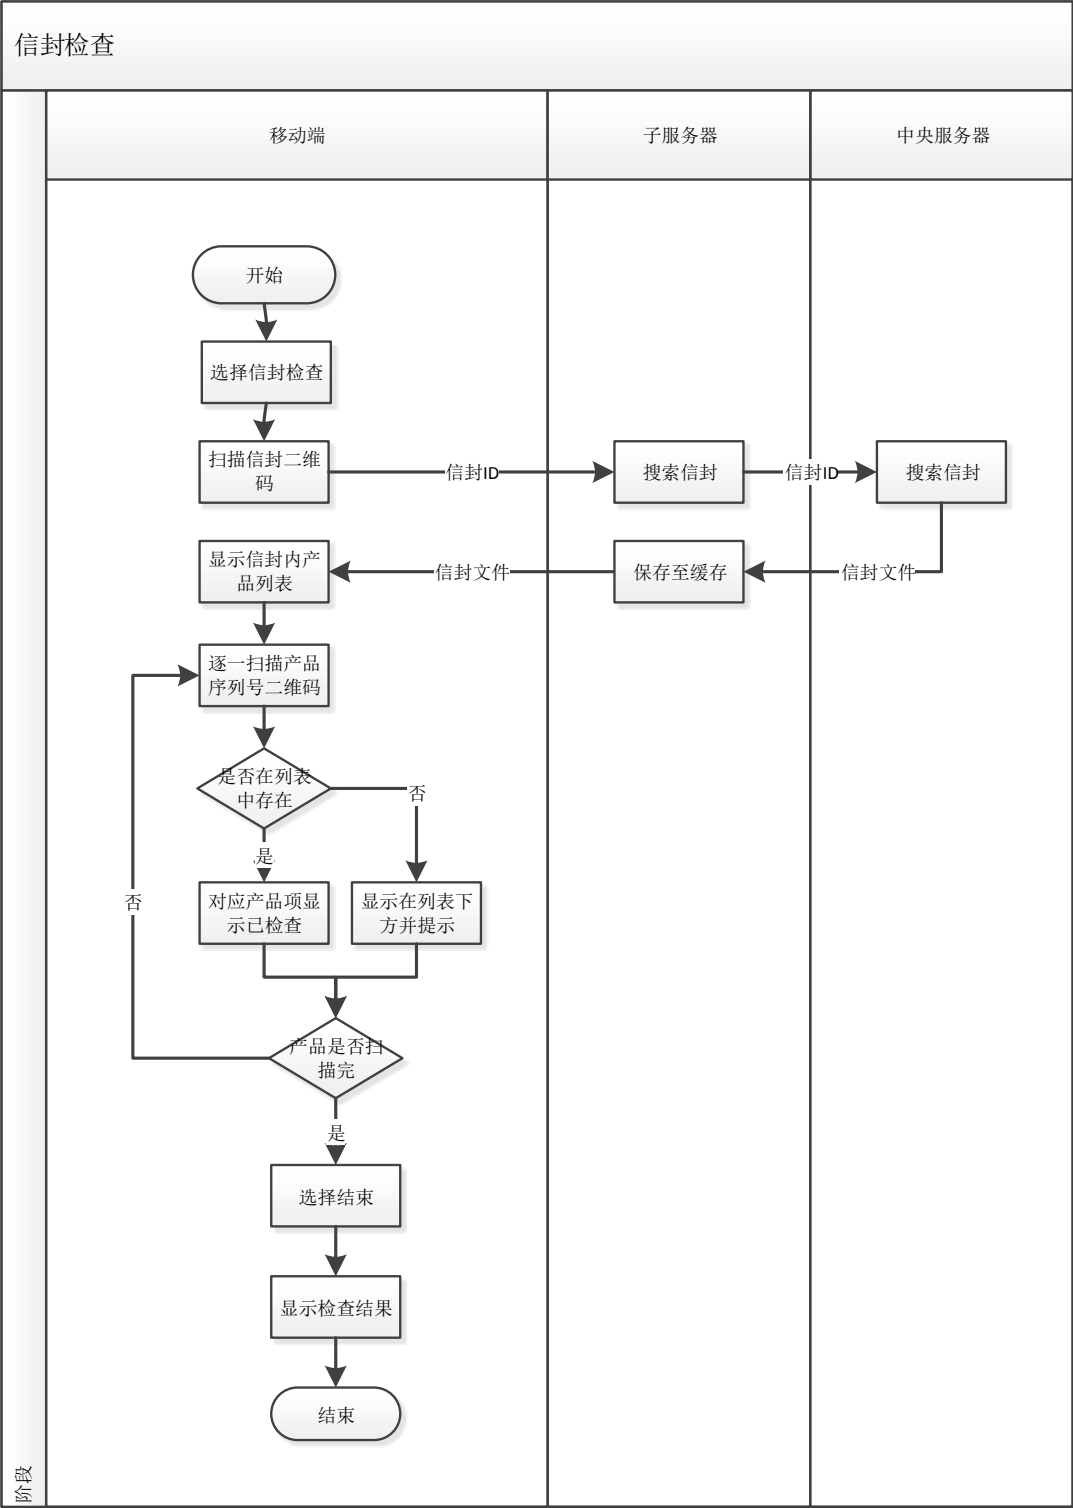 信封检查
移动端
子服务器
中央服务器
开始
选择信封检查
扫描信封二维
码
信封ID
搜索信封
信封ID
搜索信封
显示信封内产
品列表
信封文件
保存至缓存
信封文件
逐一扫描产品
序列号二维码
是否在列表
中存在
否
是
否
对应产品项显
示已检查
显示在列表下
方并提示
产品是否扫
描完
是
选择结束
显示检查结果
结束
阶段